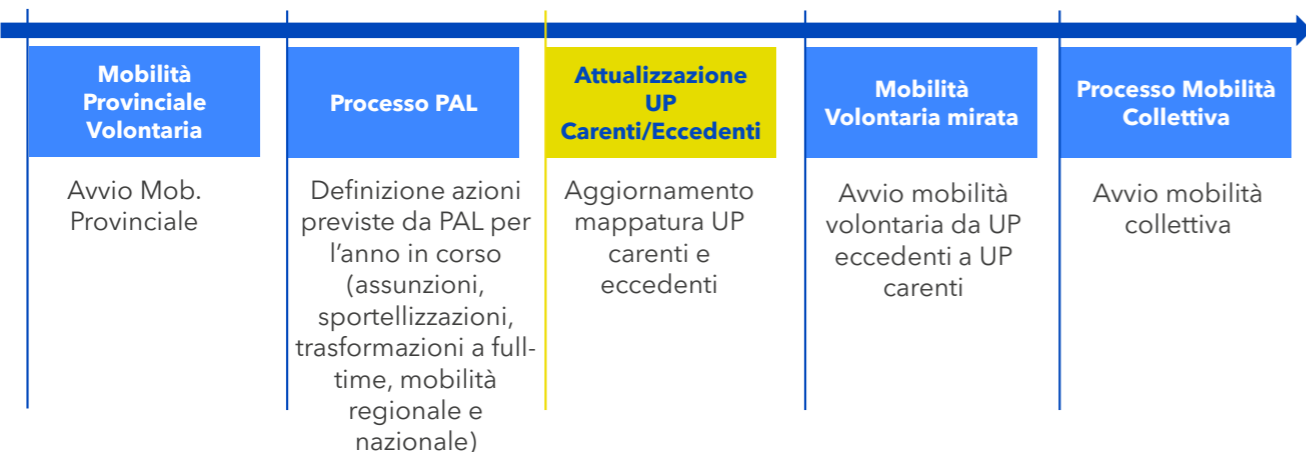 Mobilità
Provinciale
Volontaria
Avvio Mob.
Provinciale
Processo PAL
Definizione azioni
previste da PAL per
l'anno in corso
(assunzioni,
sportellizzazioni,
trasformazioni a full-
time, mobilità
regionale e
nazionale)
Attualizzazione
UP
Carenti/Eccedenti
Aggiornamento
mappatura UP
carenti e
eccedenti
Mobilità
Volontaria mirata
Avvio mobilità
volontaria da UP
eccedenti a UP
carenti
Processo Mobilità
Collettiva
Avvio mobilità
collettiva